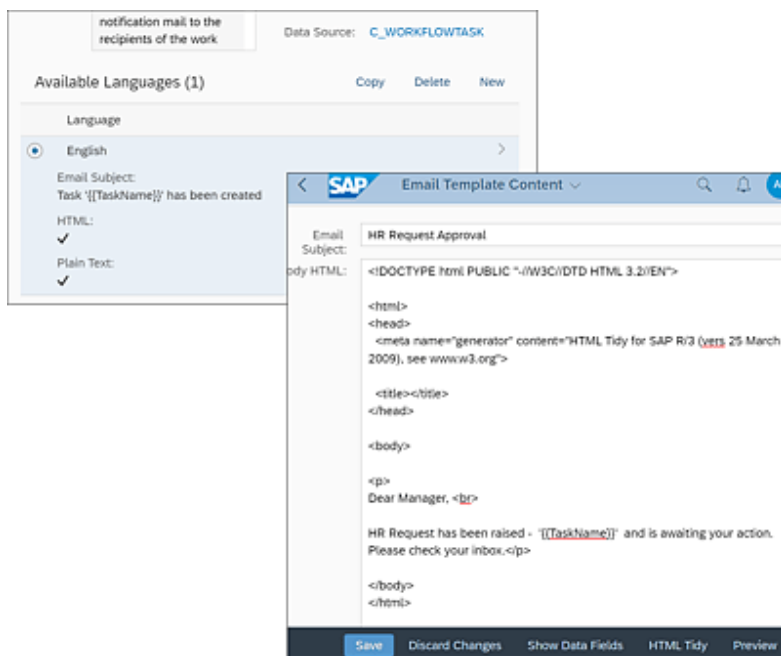 notification mail to the
recipients of the work
Data Source: C_WORKFLOWTASK
Available Languages (1)
Copy Delete New
Language
English
Email Subject:
Task '{{TaskName}}' has been created
HTML:
Plain Text:
SAP Email Template Content
Email
Subject:
HR Request Approval
ody HTML:
<!DOCTYPE html PUBLIC "-//W3C//DTD HTML 3.2//EN">
<html>
<head>
<meta name="generator" content="HTML Tidy for SAP R/3 (vers 25 March
2009), see www.w3.org">
<title></title>
</head>
<body>
<p>
Dear Manager, <br>
HR Request has been raised - '{{TaskName}}' and is awaiting your action.
Please check your inbox.</p>
</body>
</html>
Save Discard Changes Show Data Fields HTML Tidy Preview